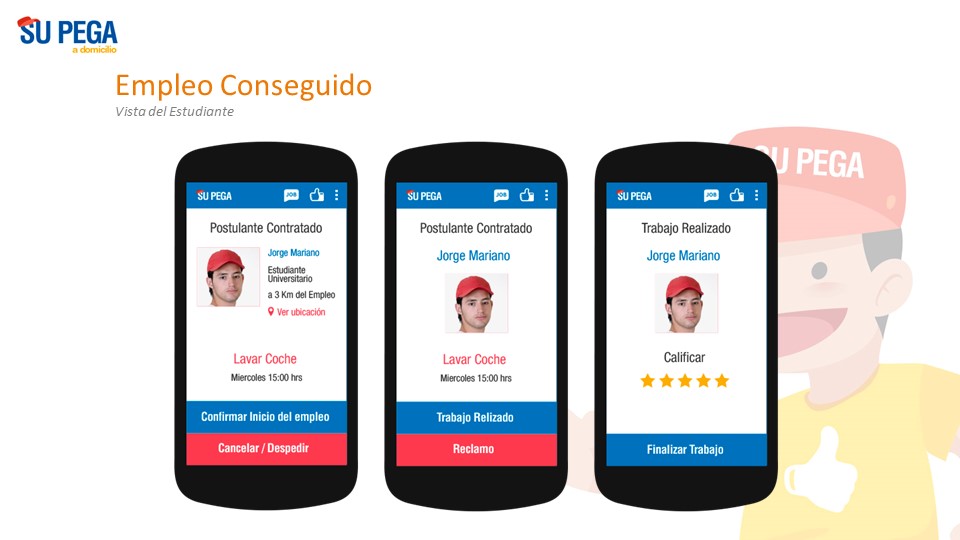 SU PEGA
a domicilio
Empleo Conseguido
Vista del Estudiante
SU PEGA
SU PEGA
JOB
Postulante Contratado
Jorge Mariano
Estudiante
Universitario
a 3 Km del Empleo
Ver ubicación
Lavar Coche
Miercoles 15:00 hrs
Confirmar Inicio del empleo
Cancelar / Despedir
SU PEGA
JOB
Postulante Contratado
Jorge Mariano
Lavar Coche
Miercoles 15:00 hrs
Trabajo Relizado
Reclamo
SU PEGA
JOB
Trabajo Realizado
Jorge Mariano
Calificar
Finalizar Trabajo